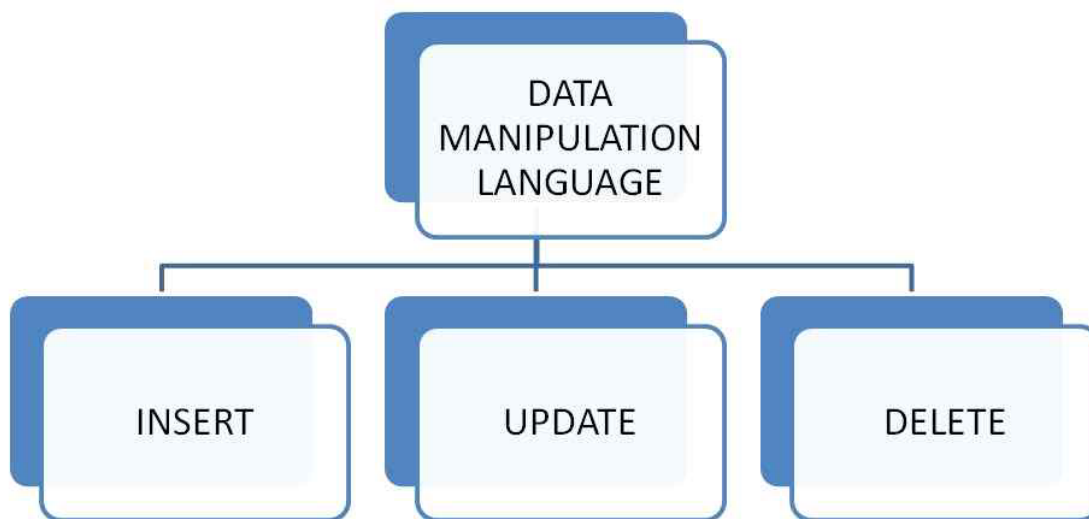 DATA
MANIPULATION
LANGUAGE
INSERT
UPDATE
DELETE